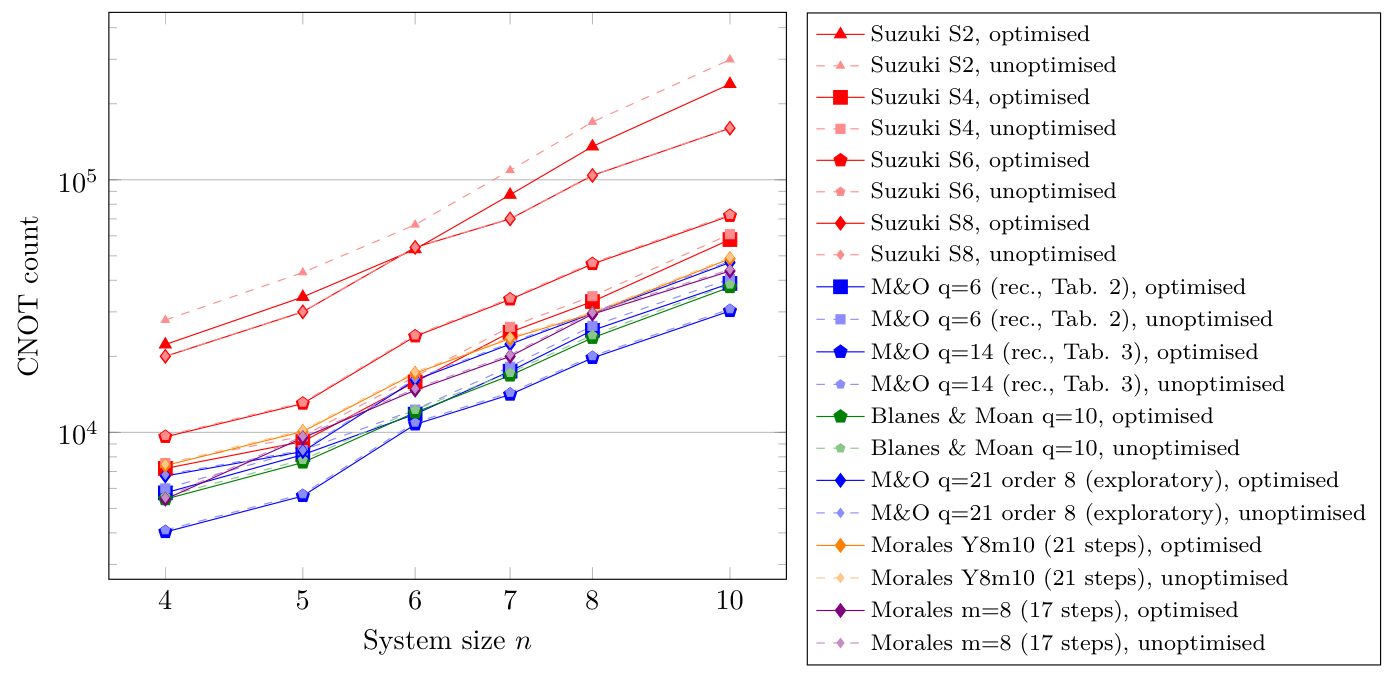 10^5
10^4
CNOT count
4 5 6 7 8 10
System size n
Suzuki S2, optimised
Suzuki S2, unoptimised
Suzuki S4, optimised
Suzuki S4, unoptimised
Suzuki S6, optimised
Suzuki S6, unoptimised
Suzuki S8, optimised
Suzuki S8, unoptimised
M&O q=6 (rec., Tab. 2), optimised
M&O q=6 (rec., Tab. 2), unoptimised
M&O q=14 (rec., Tab. 3), optimised
M&O q=14 (rec., Tab. 3), unoptimised
Blanes & Moan q=10, optimised
Blanes & Moan q=10, unoptimised
M&O q=21 order 8 (exploratory), optimised
M&O q=21 order 8 (exploratory), unoptimised
Morales Y8m10 (21 steps), optimised
Morales Y8m10 (21 steps), unoptimised
Morales m=8 (17 steps), optimised
Morales m=8 (17 steps), unoptimised